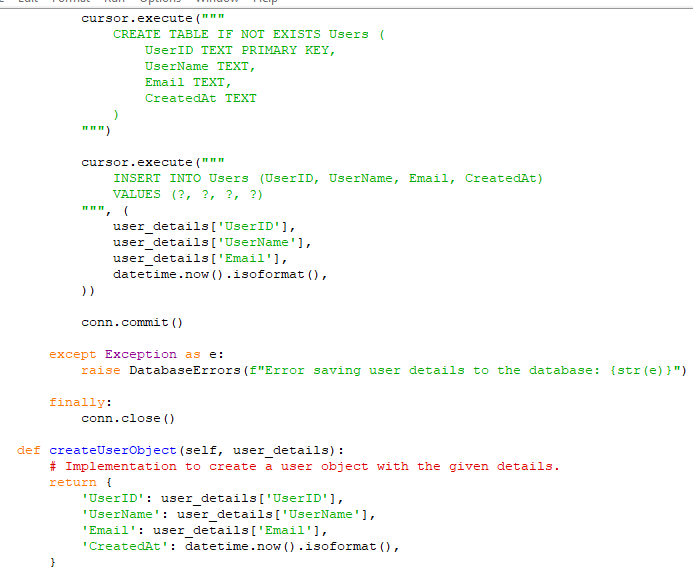 cursor.execute("""
CREATE TABLE IF NOT EXISTS Users (
UserID TEXT PRIMARY KEY,
UserName TEXT,
Email TEXT,
CreatedAt TEXT
)
""")
cursor.execute("""
INSERT INTO Users (UserID, UserName, Email, CreatedAt)
VALUES (?, ?, ?, ?)
""", (
user_details['UserID'],
user_details['UserName'],
user_details['Email'],
datetime.now().isoformat(),
))
conn.commit()
except Exception as e:
raise DatabaseErrors(f"Error saving user details to the database: {str(e)}")
finally:
conn.close()
def createUserObject(self, user_details):
# Implementation to create a user object with the given details.
return {
'UserID': user_details['UserID'],
'UserName': user_details['UserName'],
'Email': user_details['Email'],
'CreatedAt': datetime.now().isoformat(),
}